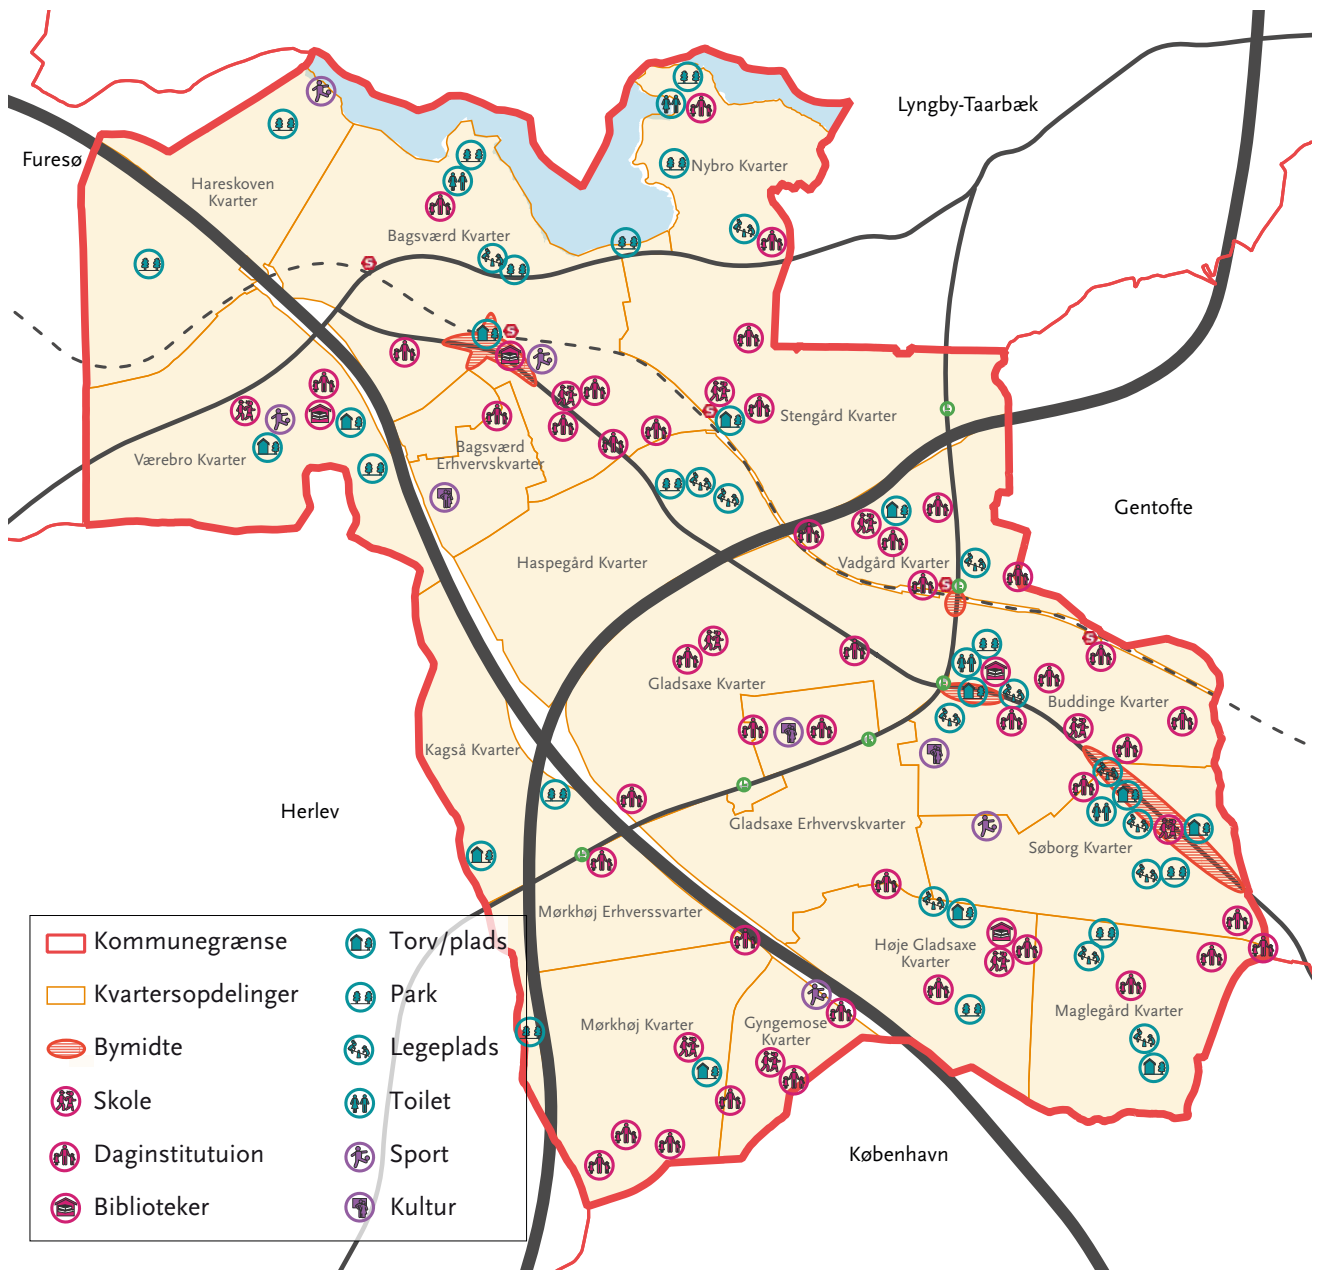 Lyngby-Taarbæk
Furesø
Nybro Kvarter
Hareskoven
Kvarter
Bagsværd Kvarter
S
S
S
Stengård Kvarter
Værebro Kvarter
Bagsværd
Erhvervskvarter
Gentofte
Haspegård Kvarter
Vadgård Kvarter
S
S
Gladsaxe Kvarter
Buddinge Kvarter
Kagså Kvarter
Herlev
Gladsaxe Erhvervskvarter
Søborg Kvarter
Mørkhøj Erhverssvarter
Høje Gladsaxe
Kvarter
Maglegård Kvarter
Mørkhøj Kvarter
Gyngemose
Kvarter
København
Kommunegrænse
Kvartersopdelinger
Bymidte
Skole
Daginstitutuion
Biblioteker
Torv/plads
Park
Legeplads
Toilet
Sport
Kultur